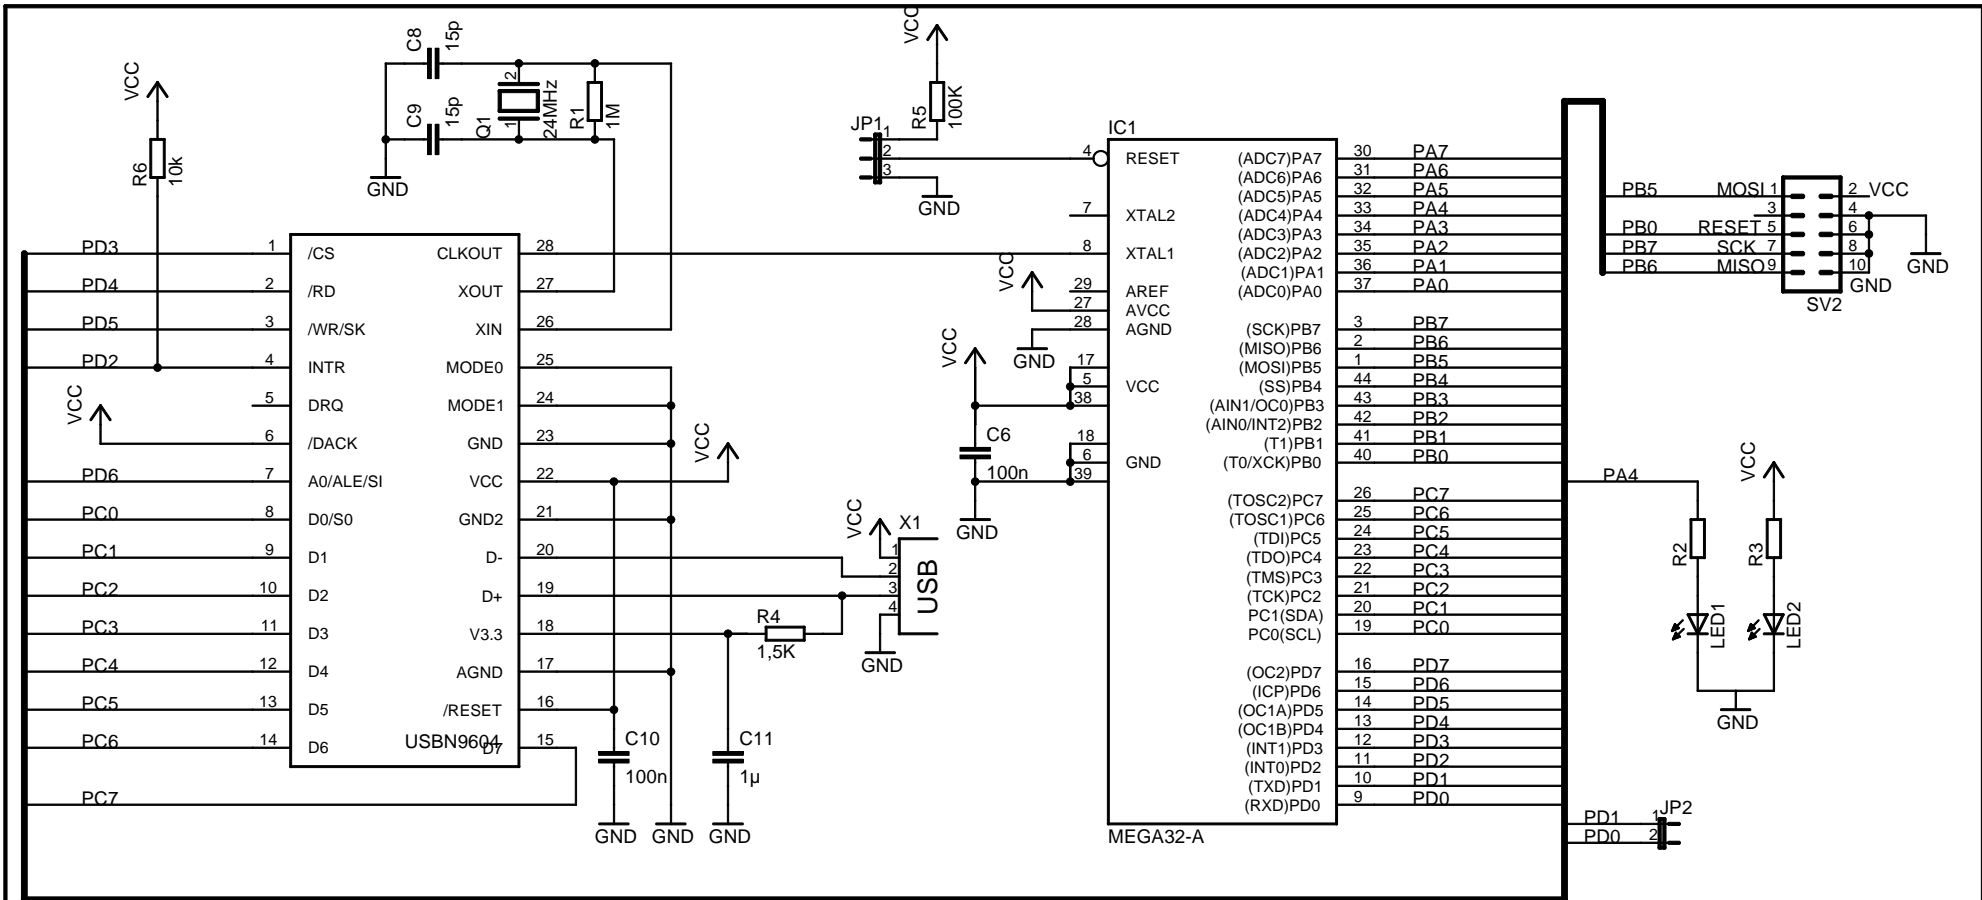 VCC
R6
10k
C8
15p
C9
15p
GND
Q1
1
2
24MHz
R1
1M
VCC
R5
100K
JP1
1
2
3
GND
PD3 1 /CS
PD4 2 /RD
PD5 3 /WR/SK
PD2 4 INTR
5 DRQ
VCC
6 /DACK
PD6 7 A0/ALE/SI
PC0 8 D0/S0
PC1 9 D1
PC2 10 D2
PC3 11 D3
PC4 12 D4
PC5 13 D5
PC6 14 D6
PC7
CLKOUT 28
XOUT 27
XIN 26
MODE0 25
MODE1 24
GND 23
VCC 22
GND2 21
D- 20
D+ 19
V3.3 18
AGND 17
/RESET 16
D7 15
USBN9604
VCC
C10
100n
GND
GND
C11
1µ
GND
R4
1,5K
X1
VCC
1
2
3
4
USB
GND
IC1
4 RESET
7 XTAL2
8 XTAL1
VCC
29 AREF
27 AVCC
28 AGND
GND
VCC
17
5 VCC
38
C6
100n
18
6 GND
39
GND
MEGA32-A
(ADC7)PA7 30 PA7
(ADC6)PA6 31 PA6
(ADC5)PA5 32 PA5
(ADC4)PA4 33 PA4
(ADC3)PA3 34 PA3
(ADC2)PA2 35 PA2
(ADC1)PA1 36 PA1
(ADC0)PA0 37 PA0
(SCK)PB7 3 PB7
(MISO)PB6 2 PB6
(MOSI)PB5 1 PB5
(SS)PB4 44 PB4
(AIN1/OC0)PB3 43 PB3
(AIN0/INT2)PB2 42 PB2
(T1)PB1 41 PB1
(T0/XCK)PB0 40 PB0
(TOSC2)PC7 26 PC7
(TOSC1)PC6 25 PC6
(TDI)PC5 24 PC5
(TDO)PC4 23 PC4
(TMS)PC3 22 PC3
(TCK)PC2 21 PC2
PC1(SDA) 20 PC1
PC0(SCL) 19 PC0
(OC2)PD7 16 PD7
(ICP)PD6 15 PD6
(OC1A)PD5 14 PD5
(OC1B)PD4 13 PD4
(INT1)PD3 12 PD3
(INT0)PD2 11 PD2
(TXD)PD1 10 PD1
(RXD)PD0 9 PD0
PB5 MOSI 1
3
PB0 RESET 5
PB7 SCK 7
PB6 MISO 9
2 VCC
4
6
8
10
GND
GND
SV2
PA4
VCC
R2
R3
LED1
LED2
GND
PD1 1
PD0 2
JP2